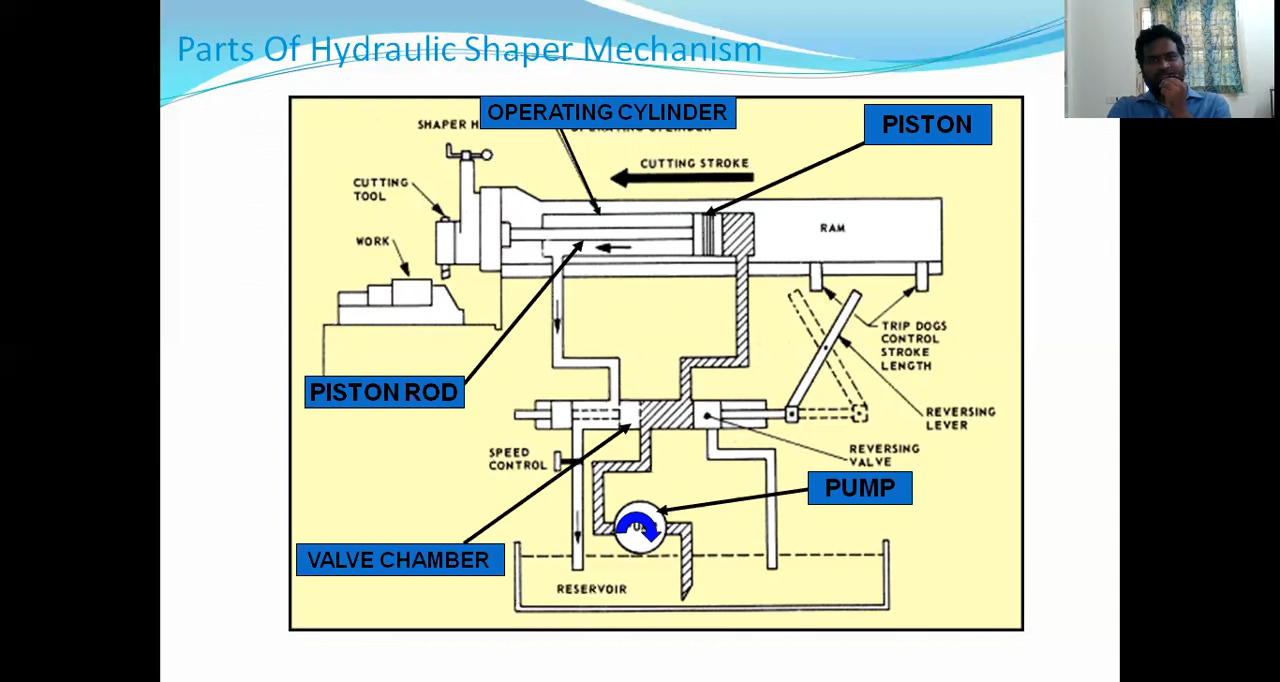 Parts Of Hydraulic Shaper Mechanism
OPERATING CYLINDER
PISTON
SHAPER H
CUTTING STROKE
CUTTING
TOOL
WORK
RAM
TRIP DOGS
CONTROL
STROKE
LENGTH
PISTON ROD
REVERSING
LEVER
SPEED
CONTROL
REVERSING
VALVE
PUMP
VALVE CHAMBER
RESERVOIR